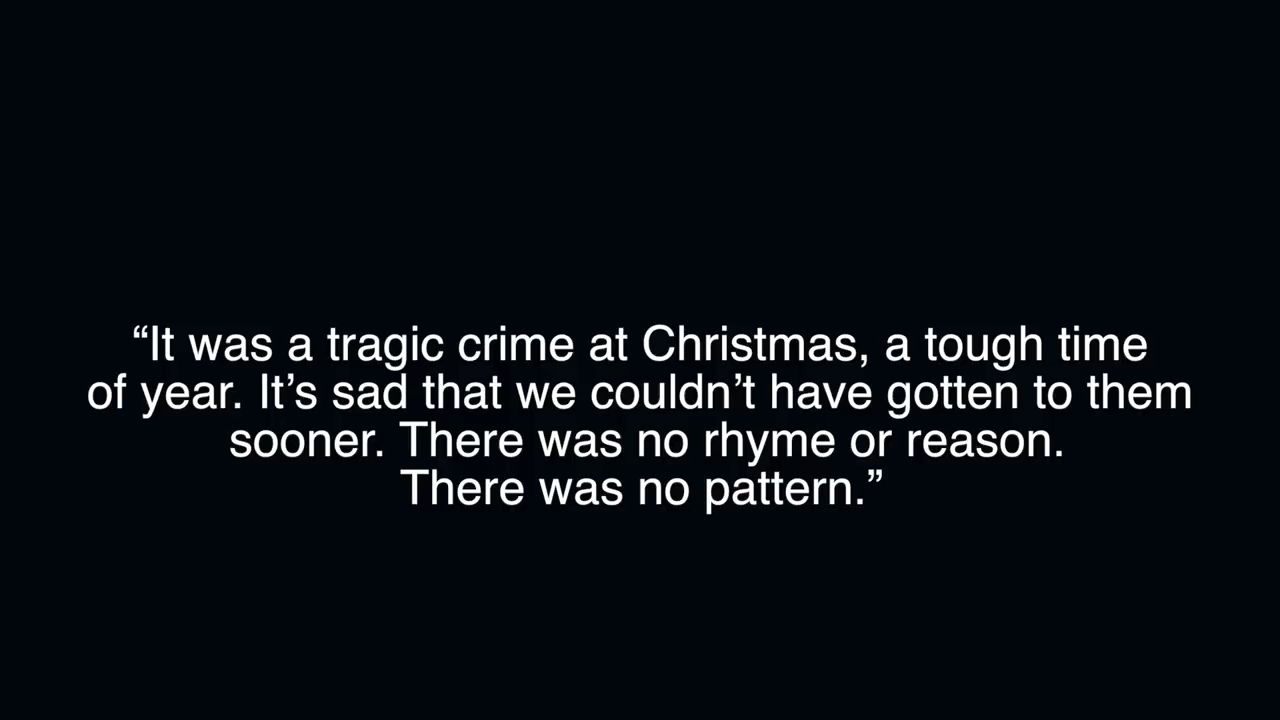 “It was a tragic crime at Christmas, a tough time
of year. It’s sad that we couldn’t have gotten to them
sooner. There was no rhyme or reason.
There was no pattern.”